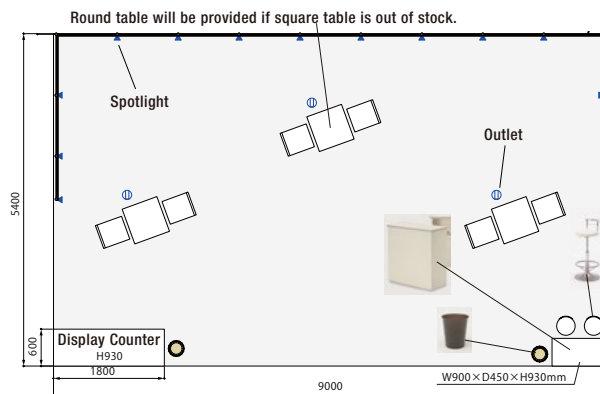 Round table will be provided if square table is out of stock.
Spotlight
Outlet
5400
600
Display Counter
H930
1800
9000
W900×D450×H930mm